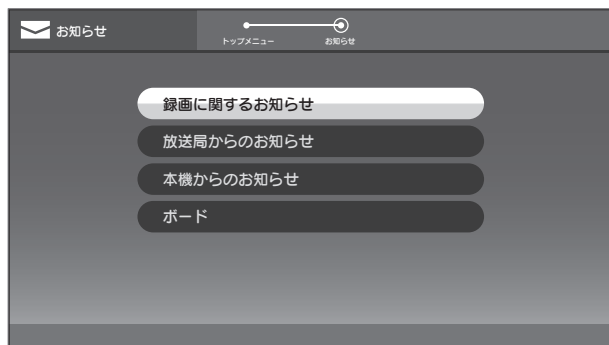 お知らせ
トップメニュー
お知らせ
録画に関するお知らせ
放送局からのお知らせ
本機からのお知らせ
ボード